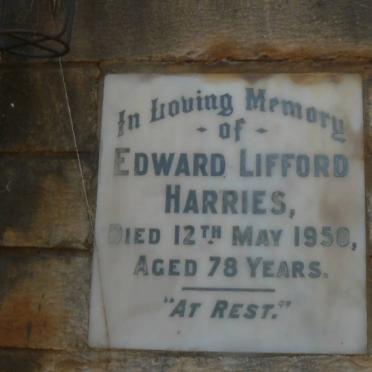 In Loving Memory
- of -
EDWARD LIFFORD
HARRIES,
DIED 12TH MAY 1950,
AGED 78 YEARS.
"AT REST."